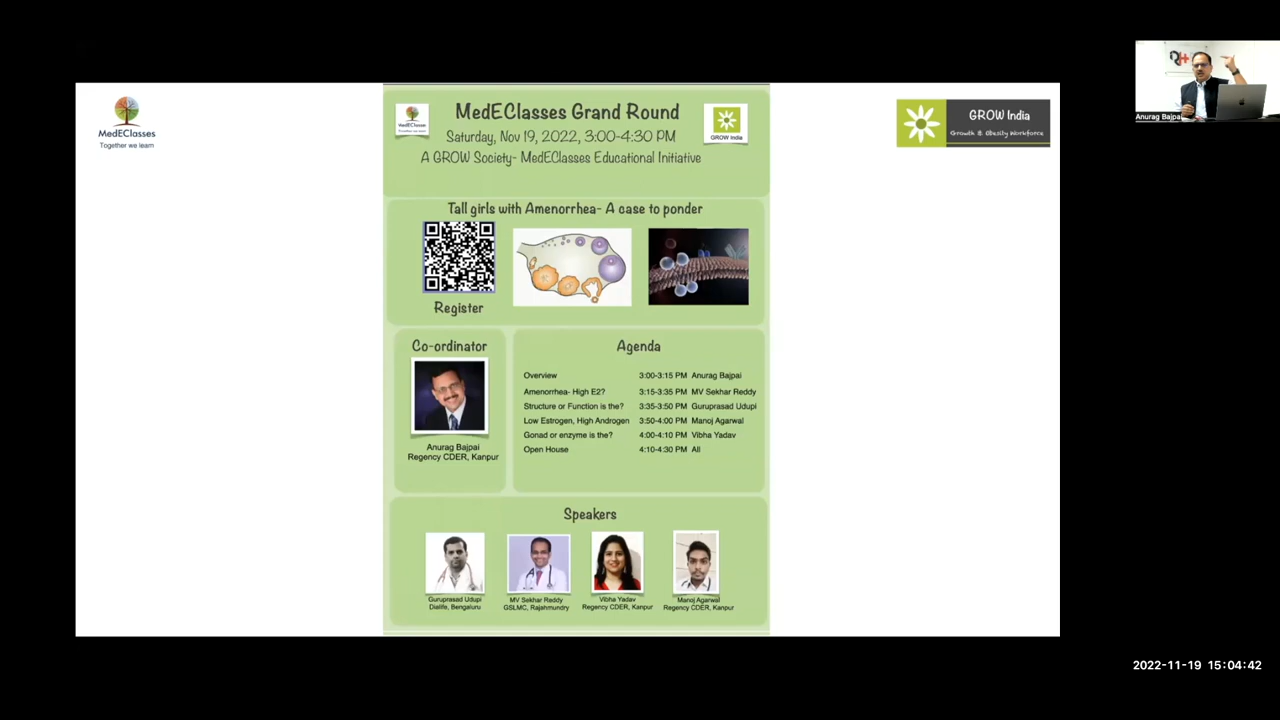 MedEClasses
Together we learn
MedEClasses Grand Round
Saturday, Nov 19, 2022, 3:00-4:30 PM
A GROW Society- MedEClasses Educational Initiative
MedEClasses
Together we learn
GROW India
GROW India
Growth & Obesity Workforce
Anurag Bajpai
Tall girls with Amenorrhea- A case to ponder
Register
Co-ordinator
Anurag Bajpai
Regency CDER, Kanpur
Agenda
Overview 3:00-3:15 PM Anurag Bajpai
Amenorrhea- High E2? 3:15-3:35 PM MV Sekhar Reddy
Structure or Function is the? 3:35-3:50 PM Guruprasad Udupi
Low Estrogen, High Androgen 3:50-4:00 PM Manoj Agarwal
Gonad or enzyme is the? 4:00-4:10 PM Vibha Yadav
Open House 4:10-4:30 PM All
Speakers
Guruprasad Udupi
Dialife, Bengaluru
MV Sekhar Reddy
GSLMC, Rajahmundry
Vibha Yadav
Regency CDER, Kanpur
Manoj Agarwal
Regency CDER, Kanpur
2022-11-19 15:04:42